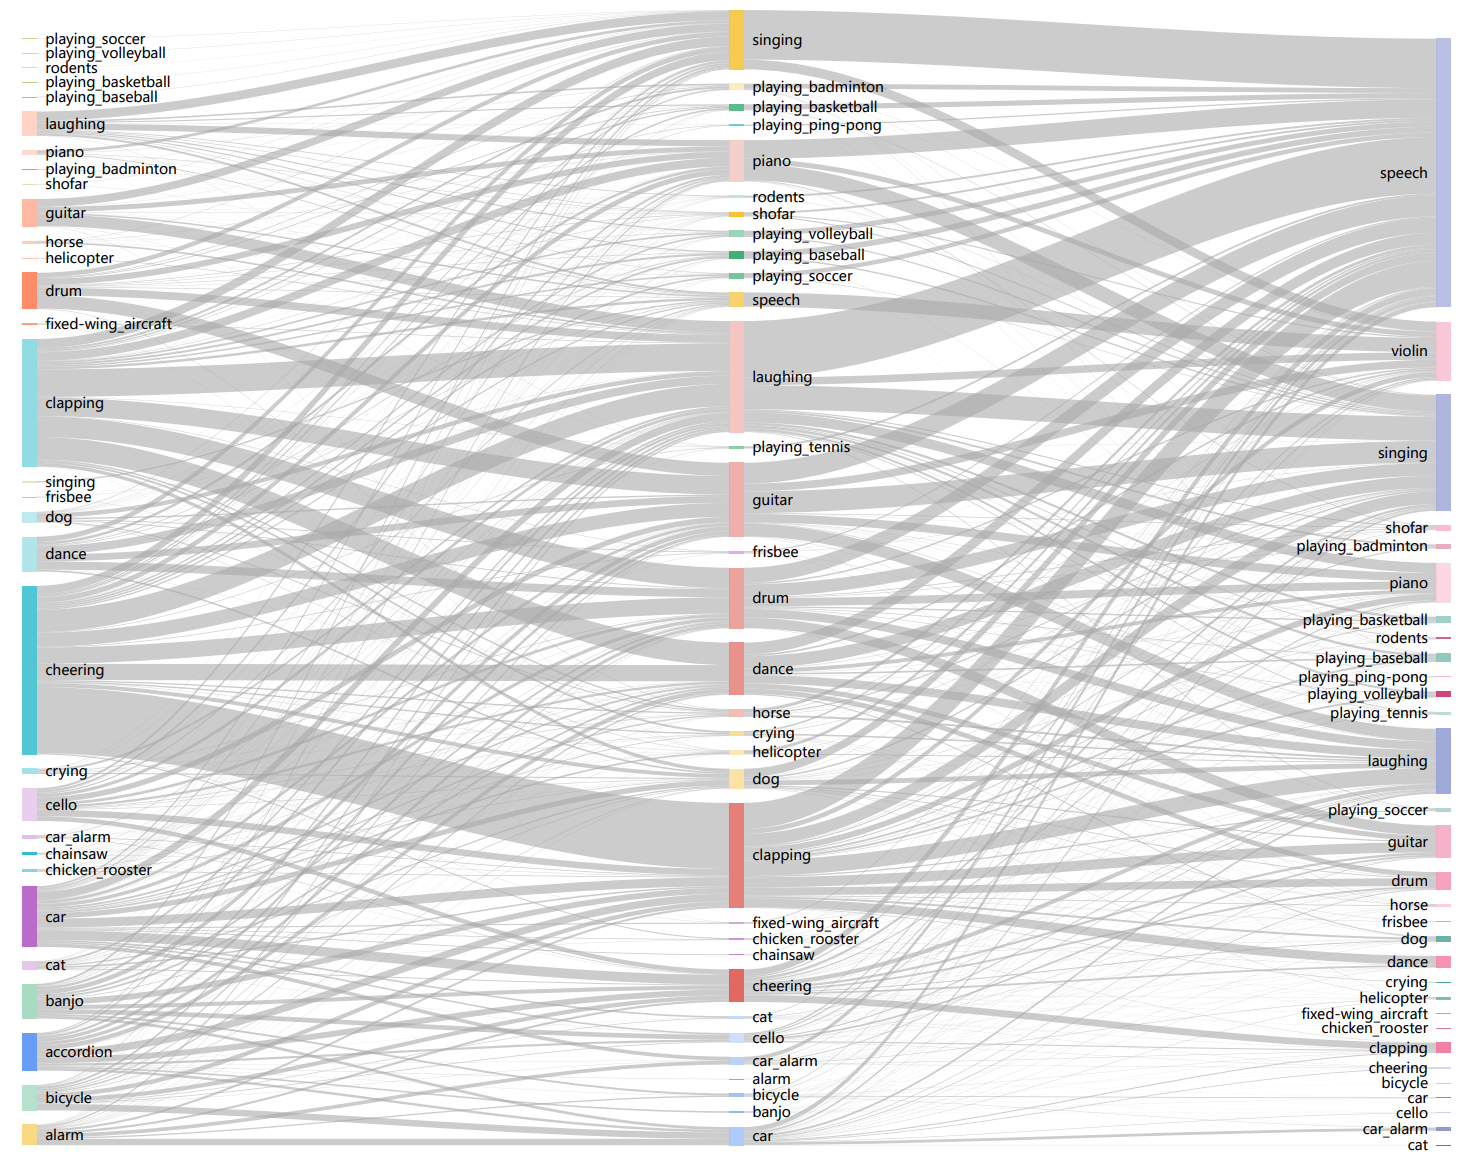 playing_soccer
playing_volleyball
rodents
playing_basketball
playing_baseball
laughing
piano
playing_badminton
shofar
guitar
horse
helicopter
drum
fixed-wing_aircraft
clapping
singing
frisbee
dog
dance
cheering
crying
cello
car_alarm
chainsaw
chicken_rooster
car
cat
banjo
accordion
bicycle
alarm
singing
playing_badminton
playing_basketball
playing_ping-pong
piano
rodents
shofar
playing_volleyball
playing_baseball
playing_soccer
speech
laughing
playing_tennis
guitar
frisbee
drum
dance
horse
crying
helicopter
dog
clapping
fixed-wing_aircraft
chicken_rooster
chainsaw
cheering
cat
cello
car_alarm
alarm
bicycle
banjo
car
speech
violin
singing
shofar
playing_badminton
piano
playing_basketball
rodents
playing_baseball
playing_ping-pong
playing_volleyball
playing_tennis
laughing
playing_soccer
guitar
drum
horse
frisbee
dog
dance
crying
helicopter
fixed-wing_aircraft
chicken_rooster
clapping
cheering
bicycle
car
cello
car_alarm
cat